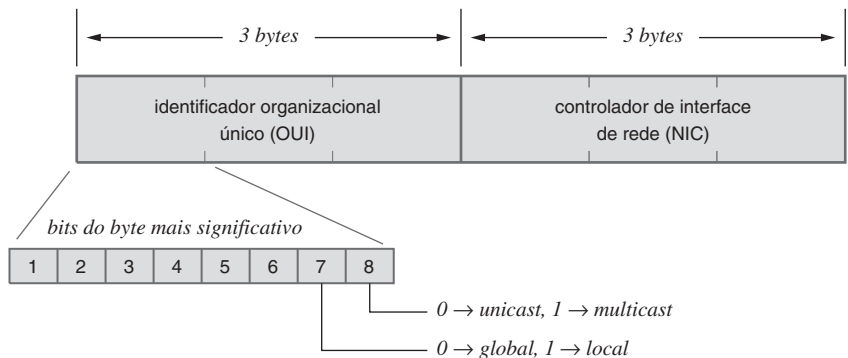 3 bytes 3 bytes
identificador organizacional
único (OUI)
controlador de interface
de rede (NIC)
bits do byte mais significativo
1 2 3 4 5 6 7 8
0 → unicast, 1 → multicast
0 → global, 1 → local